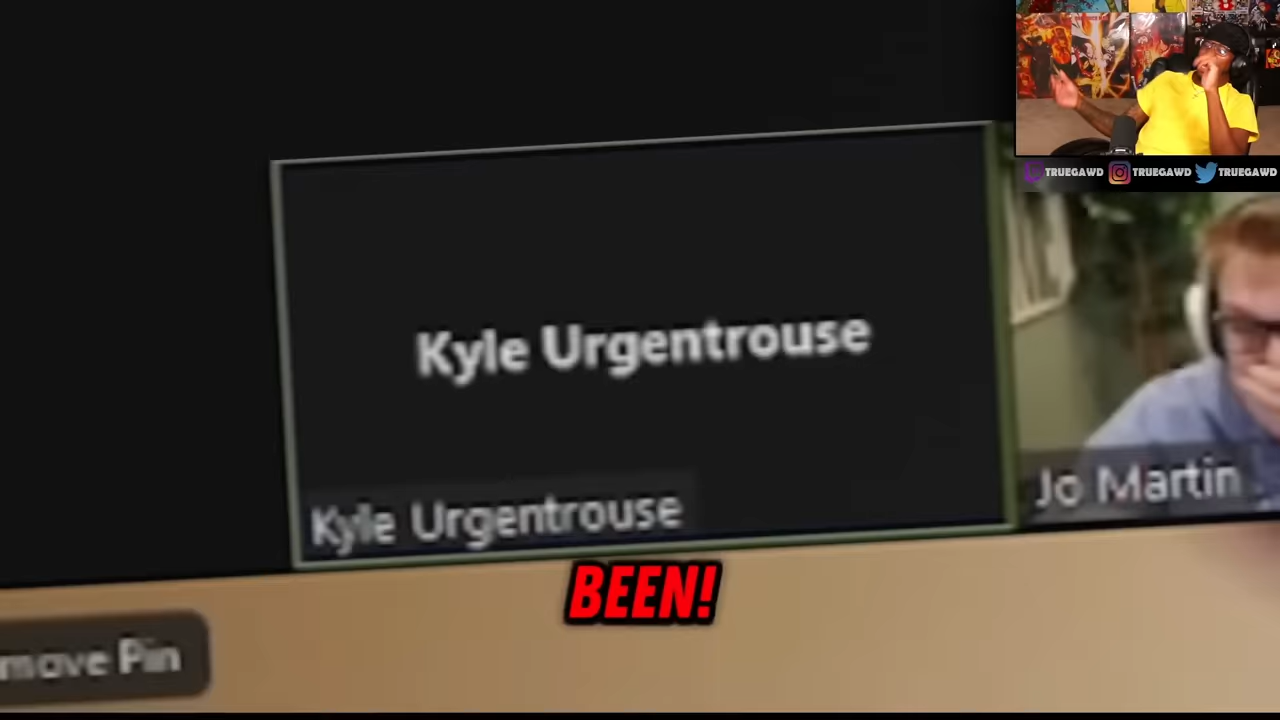 TRUEGAWD TRUEGAWD TRUEGAWD
Kyle Urgentrouse
Kyle Urgentrouse
Jo Martin
BEEN!
move Pin